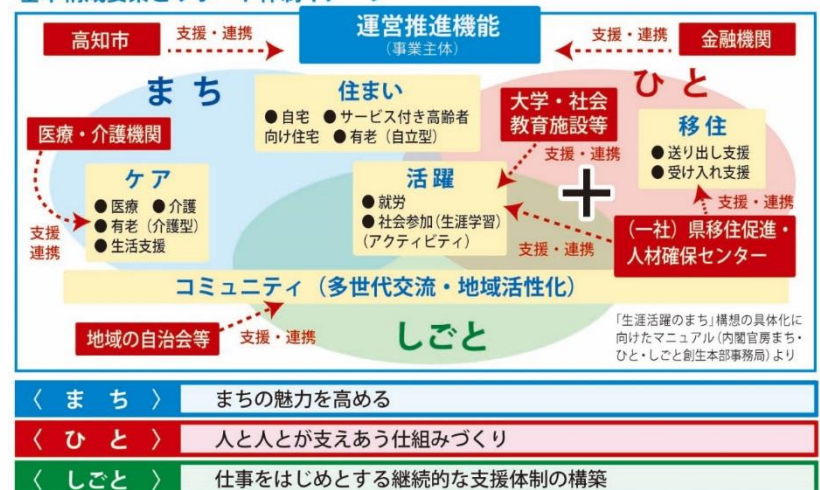 高知市
支援・連携
運営推進機能
(事業主体)
支援・連携
金融機関
まち
ひと
住まい
● 自宅 ● サービス付き高齢者
向け住宅 ● 有老（自立型）
大学・社会
教育施設等
支援・連携
移住
● 送り出し支援
● 受け入れ支援
医療・介護機関
支援
連携
ケア
● 医療 ● 介護
● 有老（介護型）
● 生活支援
活躍
● 就労
● 社会参加(生涯学習)
(アクティビティ)
＋
支援・連携
支援・連携
（一社）県移住促進・
人材確保センター
コミュニティ（多世代交流・地域活性化）
地域の自治会等
支援・連携
しごと
「生涯活躍のまち」構想の具体化に
向けたマニュアル（内閣官房まち・
ひと・しごと創生本部事務局）より
〈 まち 〉 まちの魅力を高める
〈 ひと 〉 人と人とが支えあう仕組みづくり
〈 しごと 〉 仕事をはじめとする継続的な支援体制の構築